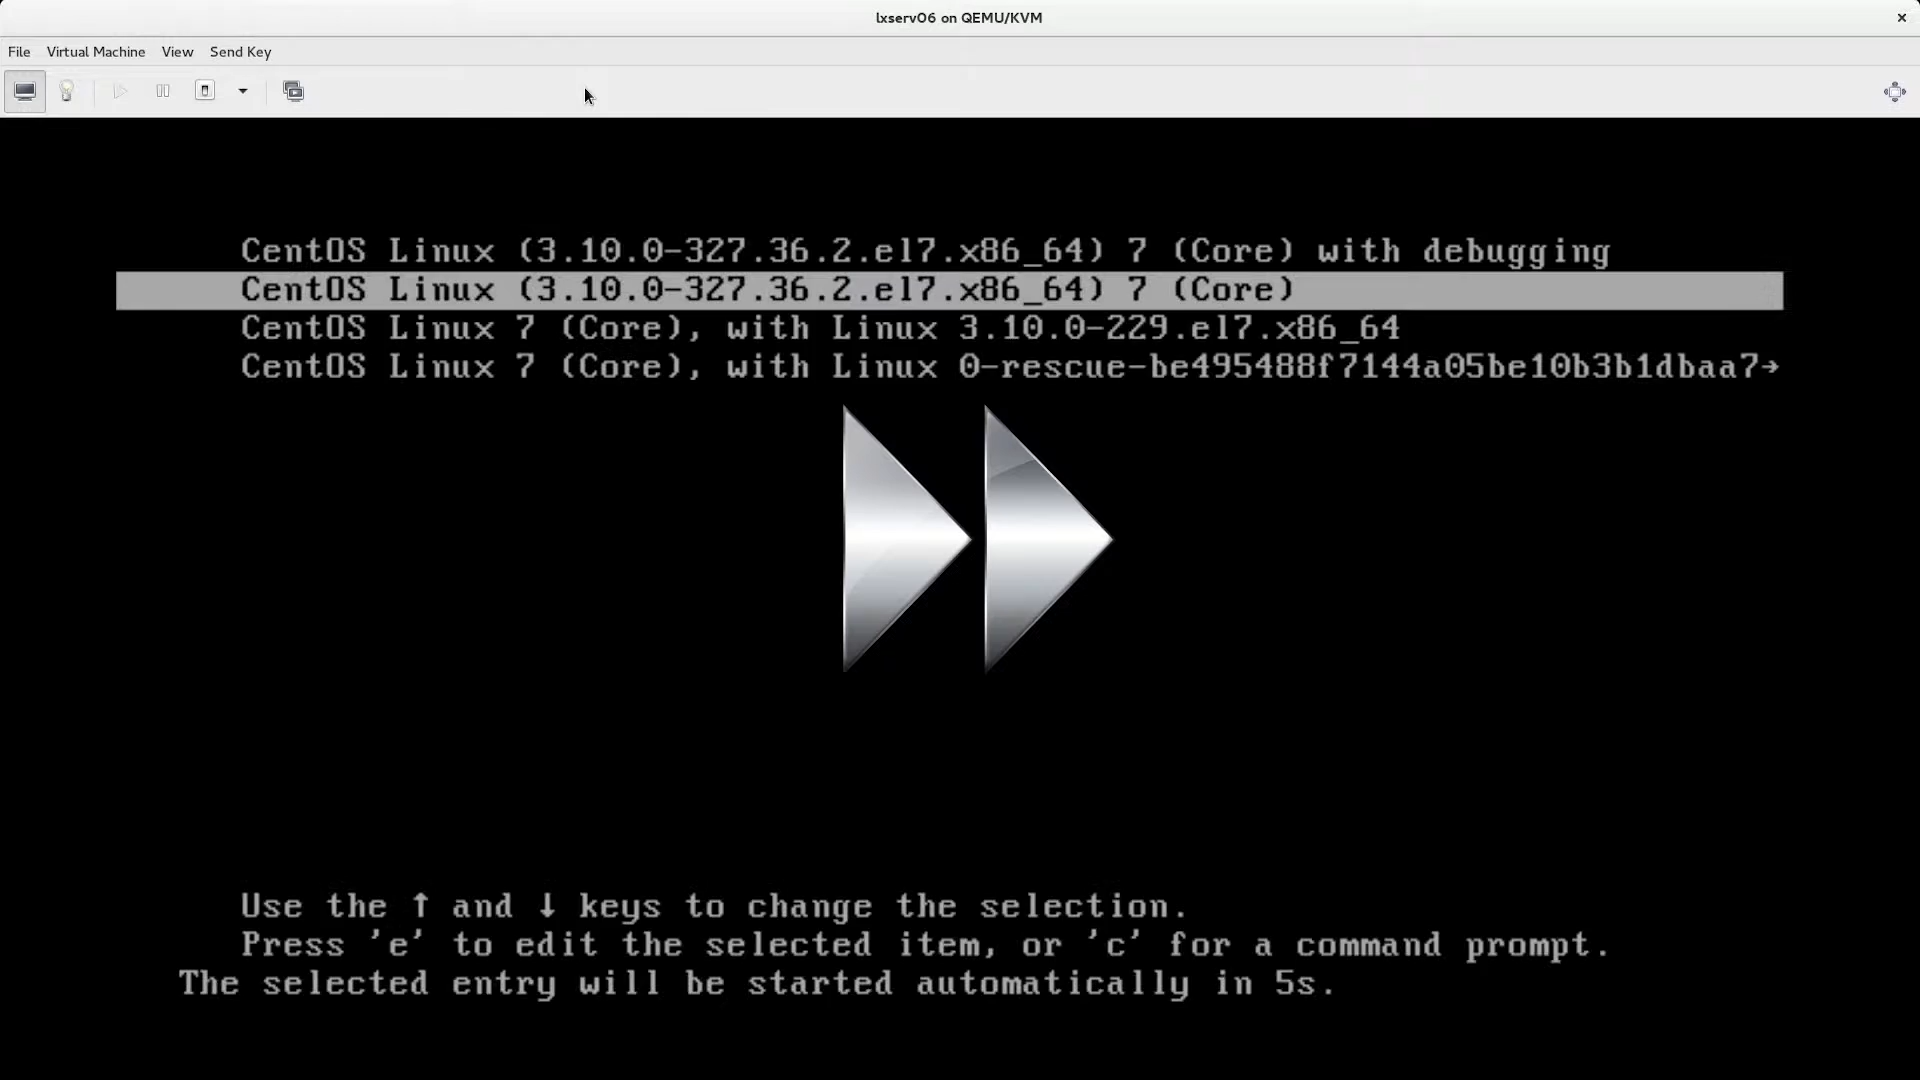 lxserv06 on QEMU/KVM
File Virtual Machine View Send Key
CentOS Linux (3.10.0-327.36.2.el7.x86_64) 7 (Core) with debugging
CentOS Linux (3.10.0-327.36.2.el7.x86_64) 7 (Core)
CentOS Linux 7 (Core), with Linux 3.10.0-229.el7.x86_64
CentOS Linux 7 (Core), with Linux 0-rescue-be495488f7144a05be10b3b1dbaa7→
Use the ↑ and ↓ keys to change the selection.
Press 'e' to edit the selected item, or 'c' for a command prompt.
The selected entry will be started automatically in 5s.